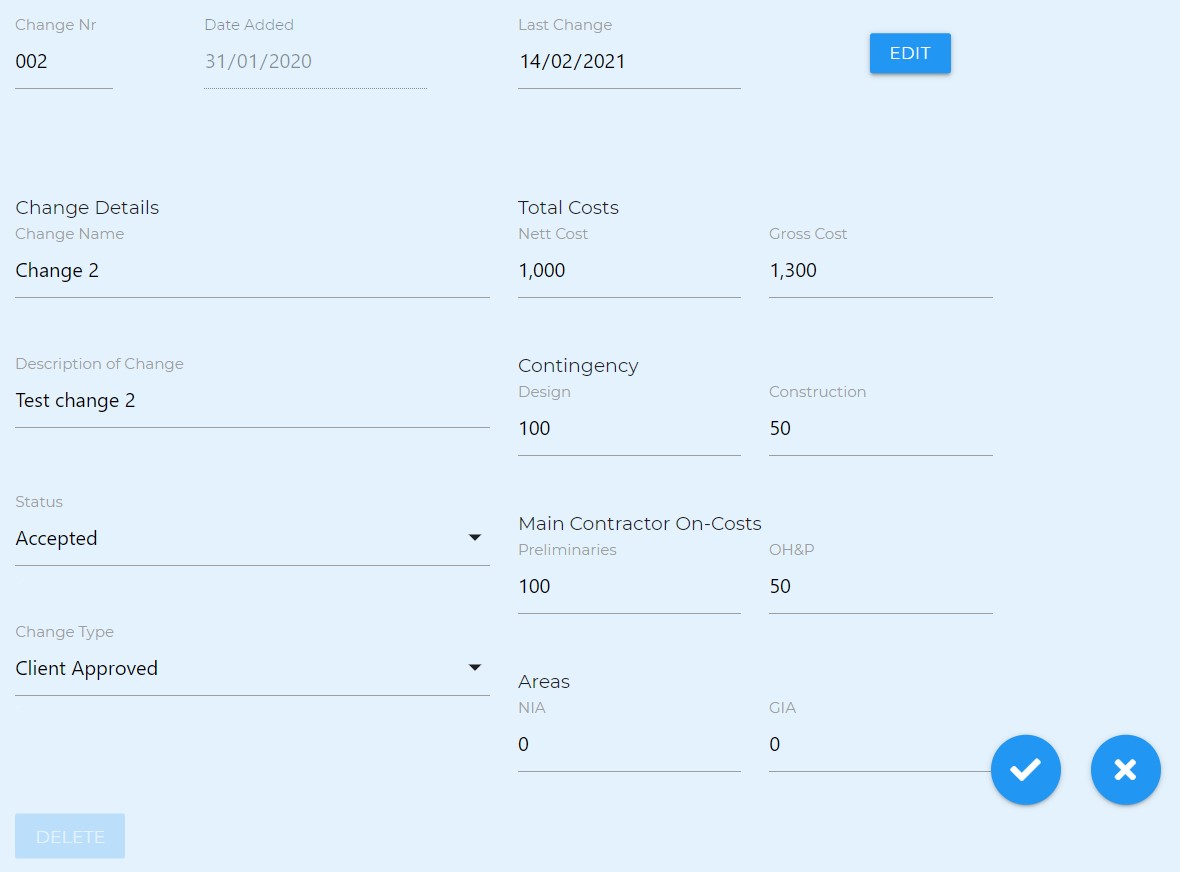 Change Nr
Date Added
Last Change
002
31/01/2020
14/02/2021
EDIT
Change Details
Total Costs
Change Name
Nett Cost
Gross Cost
Change 2
1,000
1,300
Description of Change
Contingency
Design
Construction
Test change 2
100
50
Status
Main Contractor On-Costs
Accepted
Preliminaries
OH&P
100
50
Change Type
Client Approved
Areas
NIA
GIA
0
0
DELETE